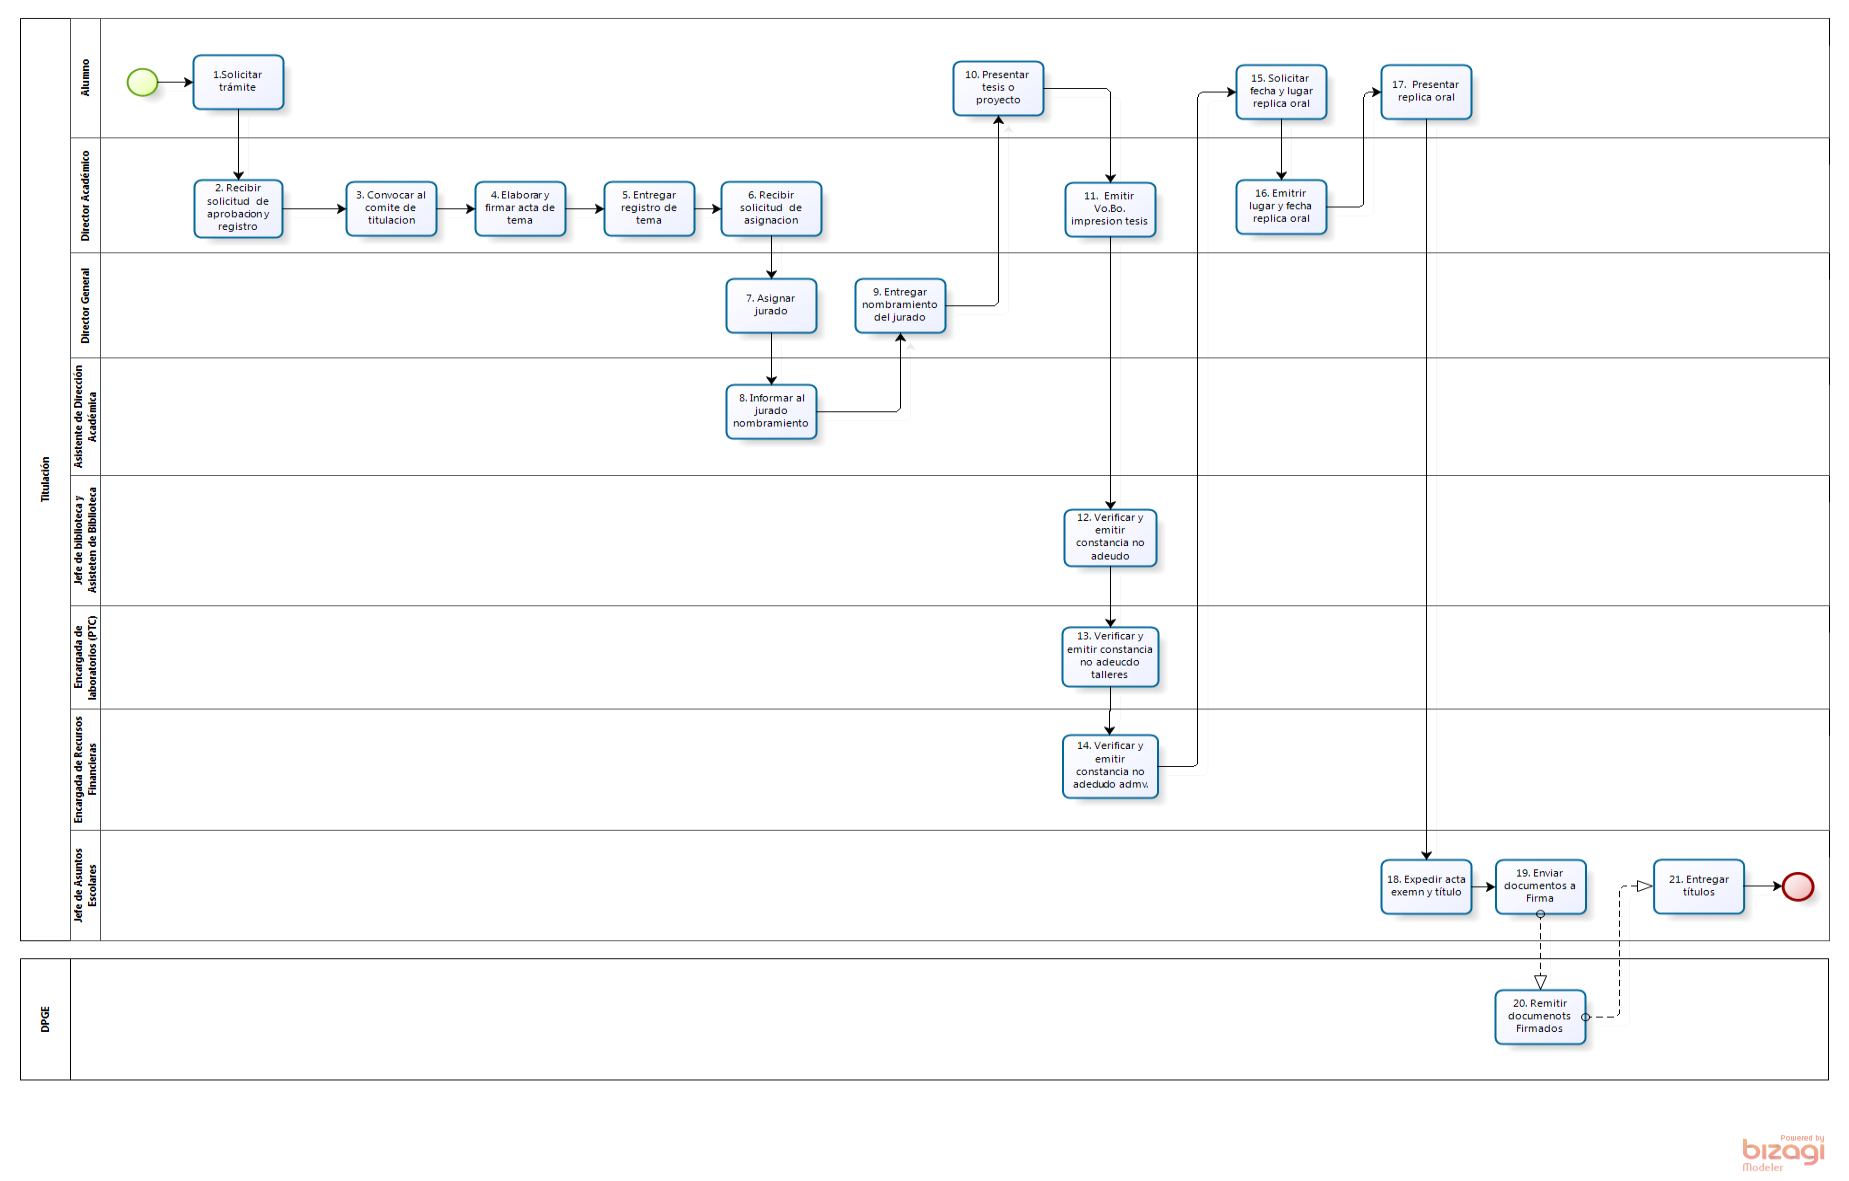 Titulación
Alumno
1.Solicitar
trámite
10. Presentar
tesis o
proyecto
15. Solicitar
fecha y lugar
replica oral
17.  Presentar
replica oral
Director Académico
2. Recibir
solicitud  de
aprobacion y
registro
3. Convocar al
comite de
titulacion
4. Elaborar y
firmar acta de
tema
5. Entregar
registro de
tema
6. Recibir
solicitud  de
asignacion
11.  Emitir
Vo.Bo.
impresion tesis
16. Emitrir
lugar y fecha
replica oral
Director General
7. Asignar
jurado
9. Entregar
nombramiento
del jurado
Asistente de Dirección
Académica
8. Informar al
jurado
nombramiento
Jefe de biblioteca y
Asisteten de Biblioteca
12. Verificar y
emitir
constancia no
adeudo
Encargada de
laboratorios (PTC)
13. Verificar y
emitir constancia
no adeucdo
talleres
Encargada de Recursos
Financieras
14. Verificar y
emitir
constancia no
adedudo admv.
Jefe de Asuntos
Escolares
18. Expedir acta
exemn y título
19. Enviar
documentos a
Firma
21. Entregar
títulos
DPGE
20. Remitir
documenots
Firmados
Powered by
bizagi
Modeler